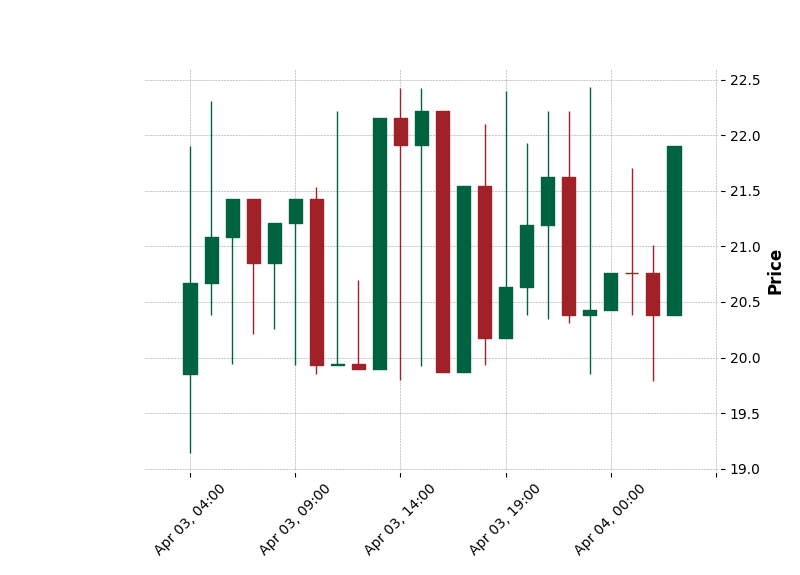 22.5
22.0
21.5
21.0
20.5
20.0
19.5
19.0
Price
Apr 03, 04:00
Apr 03, 09:00
Apr 03, 14:00
Apr 03, 19:00
Apr 04, 00:00